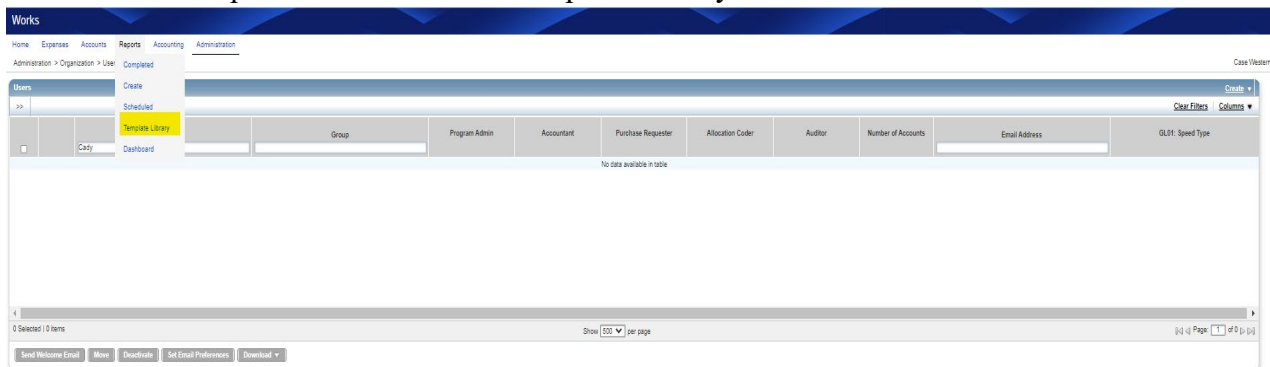 Works
Home Expenses Accounts Reports Accounting Administration
Administration > Organization > User
Case Western
Completed
Create
Scheduled
Template Library
Dashboard
Users
Create
>>
Clear Filters Columns
Group Program Admin Accountant Purchase Requester Allocation Coder Auditor Number of Accounts Email Address GL01: Speed Type
Cady
No data available in table
0 Selected | 0 items
Show 500 per page
Page: 1 of 0
Send Welcome Email Move Deactivate Set Email Preferences Download